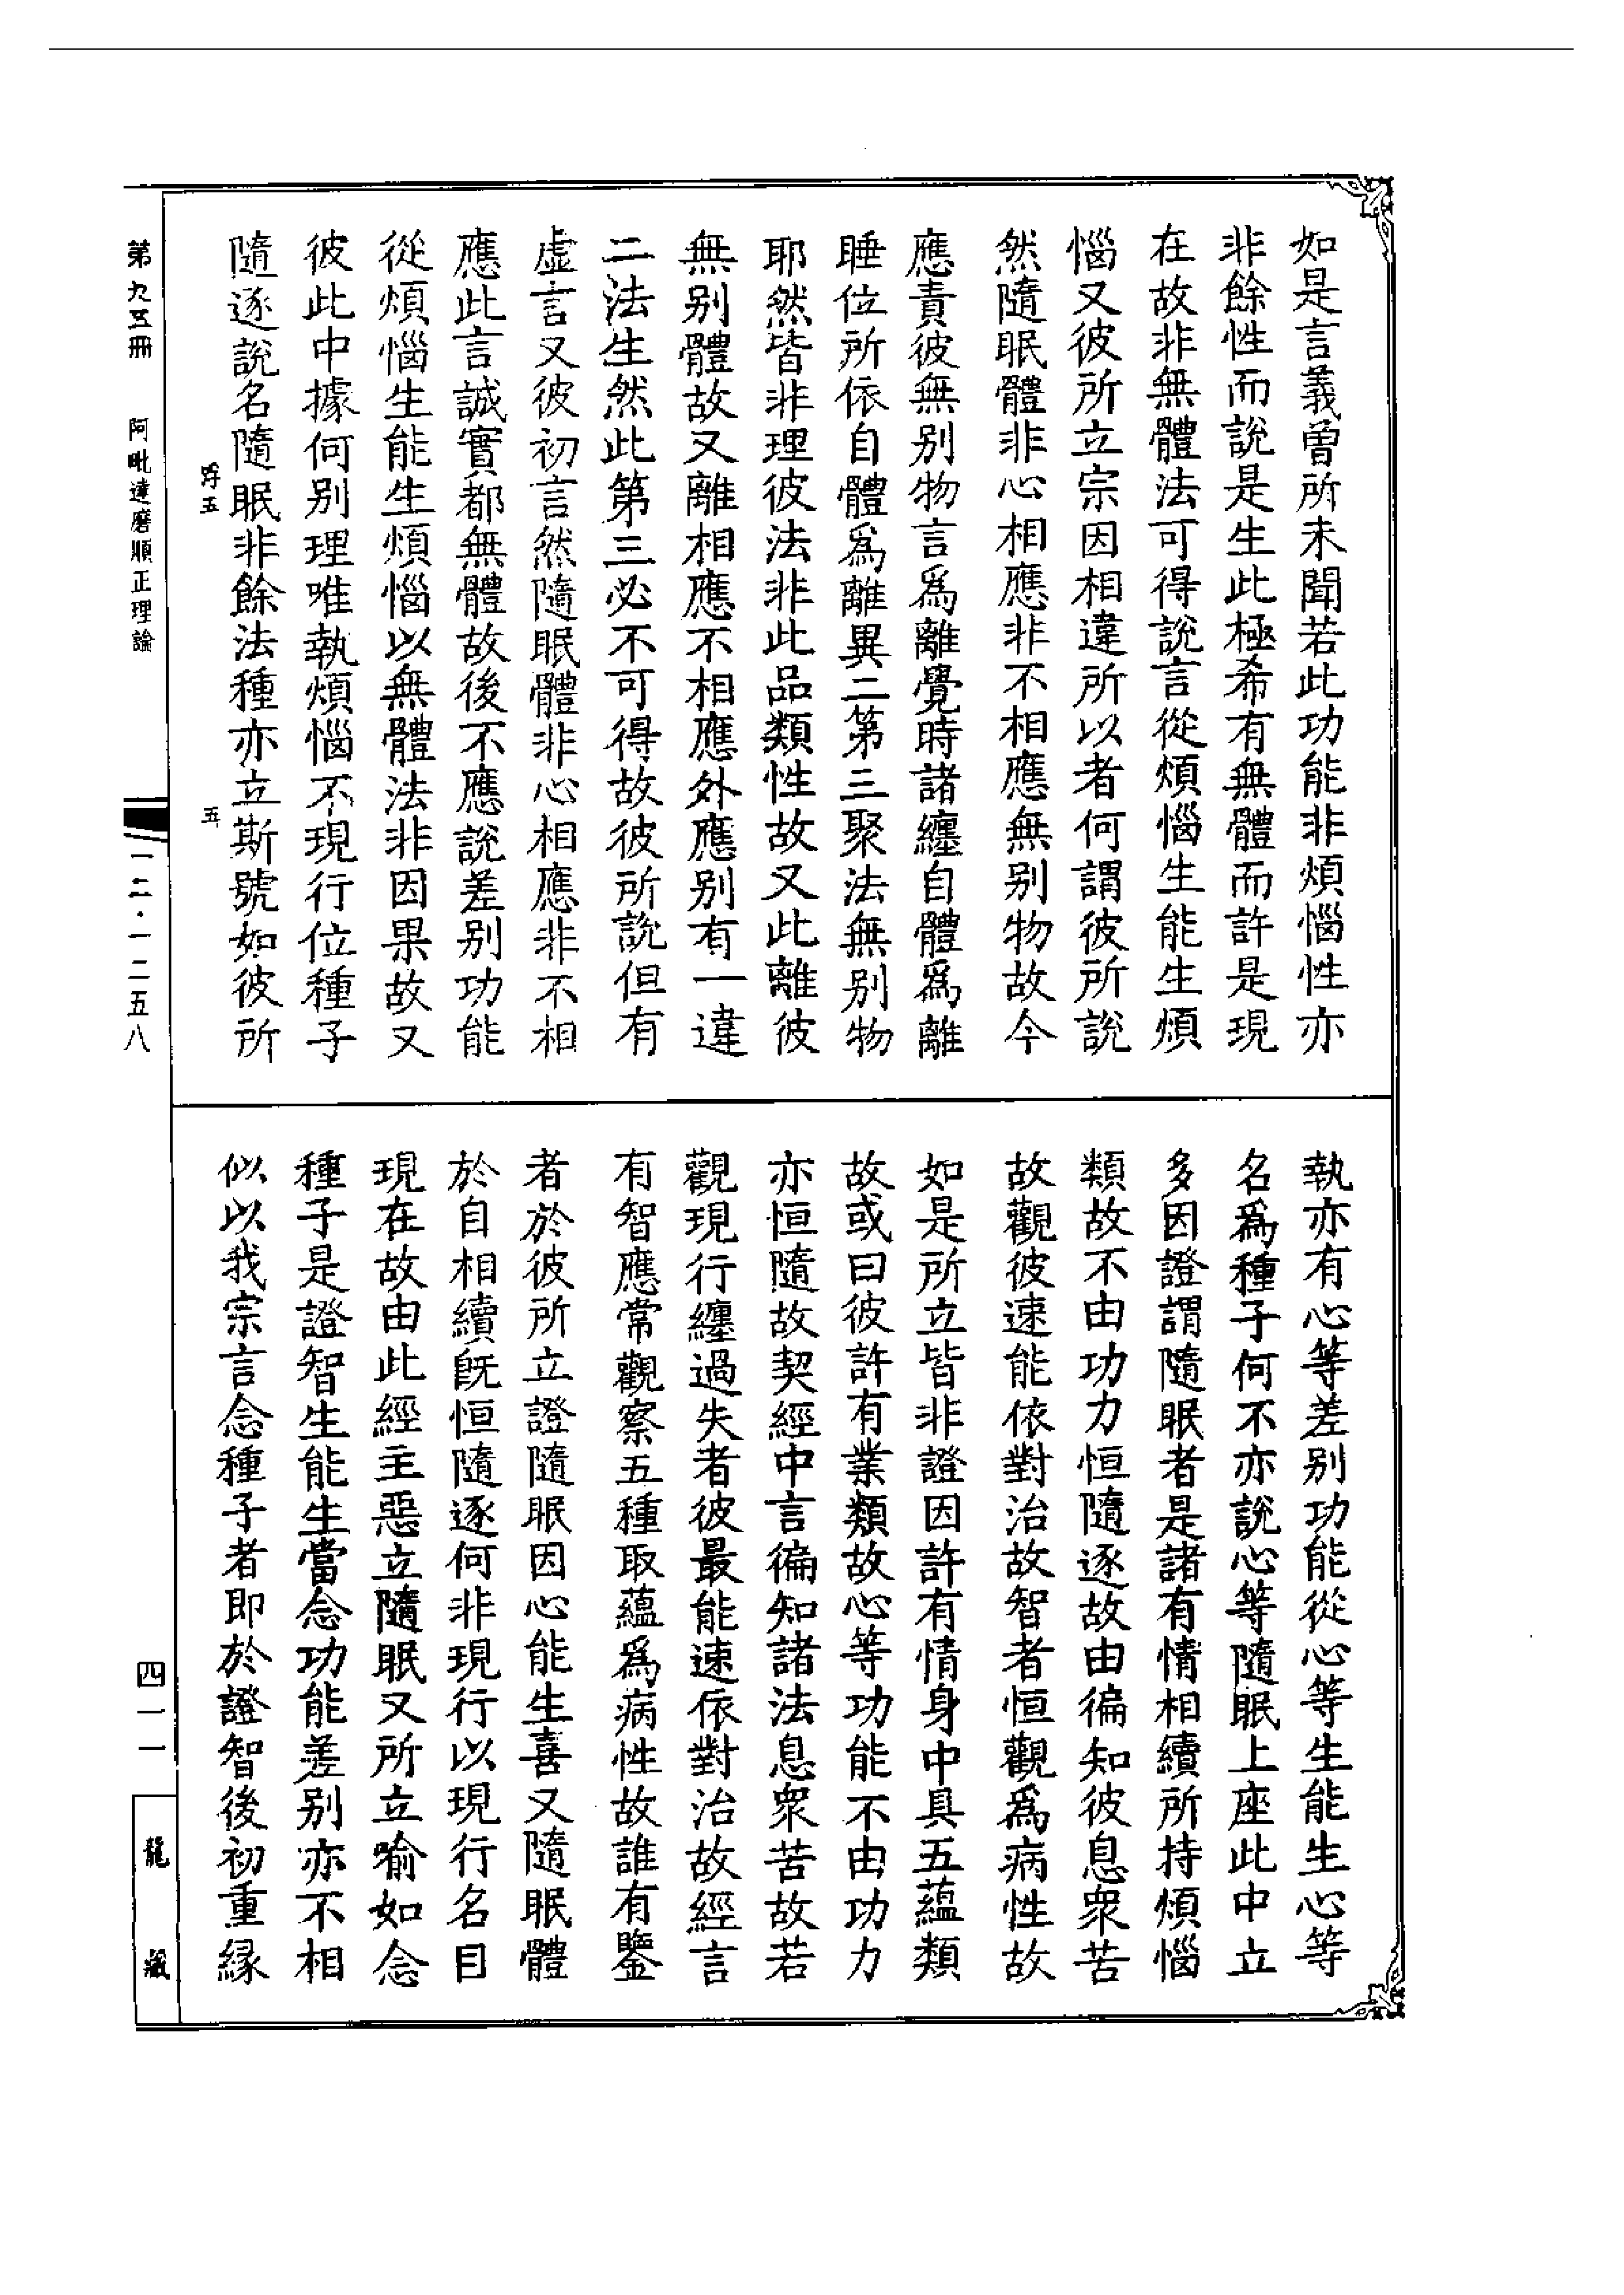 如是言義曾所未聞若此功能非煩惱性亦
非餘性而說是生此極希有無體而許是現
在故非無體法可得說言從煩惱生能生煩
惱又彼所立宗因相違所以者何謂彼所說
然隨眠體非心相應非不相應無别物故今
應責彼無别物言爲離覺時諸纏自體爲離
睡位所依自體爲離異二第三聚法無别物
耶然皆非理彼法非此品類性故又此離彼
無别體故又離相應不相應外應别有一違
二法生然此第三必不可得故彼所說但有
虛言又彼初言然隨眠體非心相應非不相
應此言誠實都無體故後不應說差别功能
從煩惱生能生煩惱以無體法非因果故又
彼此中據何别理唯執煩惱不現行位種子
隨逐說名隨眠非餘法種亦立斯號如彼所
執亦有心等差别功能從心等生能生心等
名爲種子何不亦說心等隨眠上座此中立
多因證謂隨眠者是諸有情相續所持煩惱
類故不由功力恒隨逐故由徧知彼息衆苦
故觀彼速能依對治故智者恒觀爲病性故
如是所立皆非證因許有情身中具五蘊類
故或曰彼許有業類故心等功能不由功力
亦恒隨故契經中言徧知諸法息衆苦故若
觀現行纏過失者彼最能速依對治故經言
有智應常觀察五種取蘊爲病性故誰有鑒
者於彼所立證隨眠因心能生喜又隨眠體
於自相續旣恒隨逐何非現行以現行名目
現在故由此經主惡立隨眠又所立喻如念
種子是證智生能生當念功能差别亦不相
似以我宗言念種子者即於證智後初重緣
第九五冊 阿毗達磨順正理論
五
一二·一二五八
四一一
龍藏